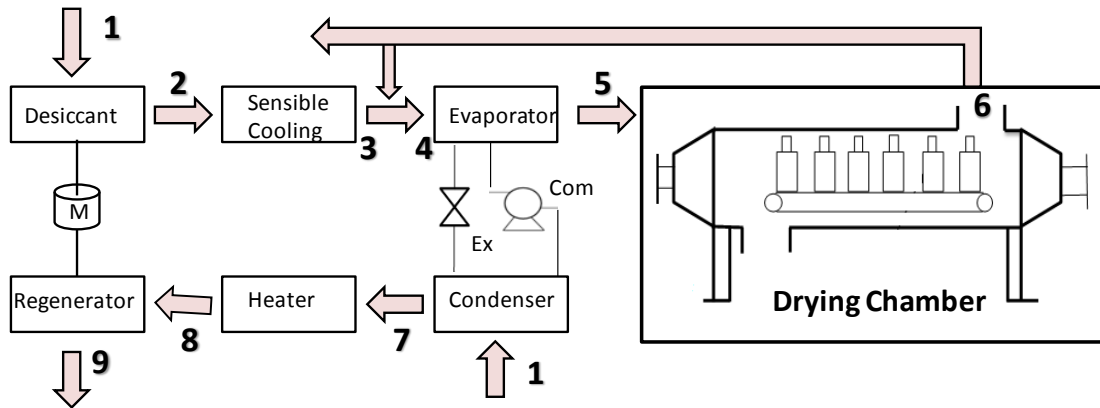 1
2
5
6
Desiccant
Sensible
Cooling
Evaporator
3
4
M
Com
Ex
Regenerator
Heater
Condenser
Drying Chamber
9
8
7
1